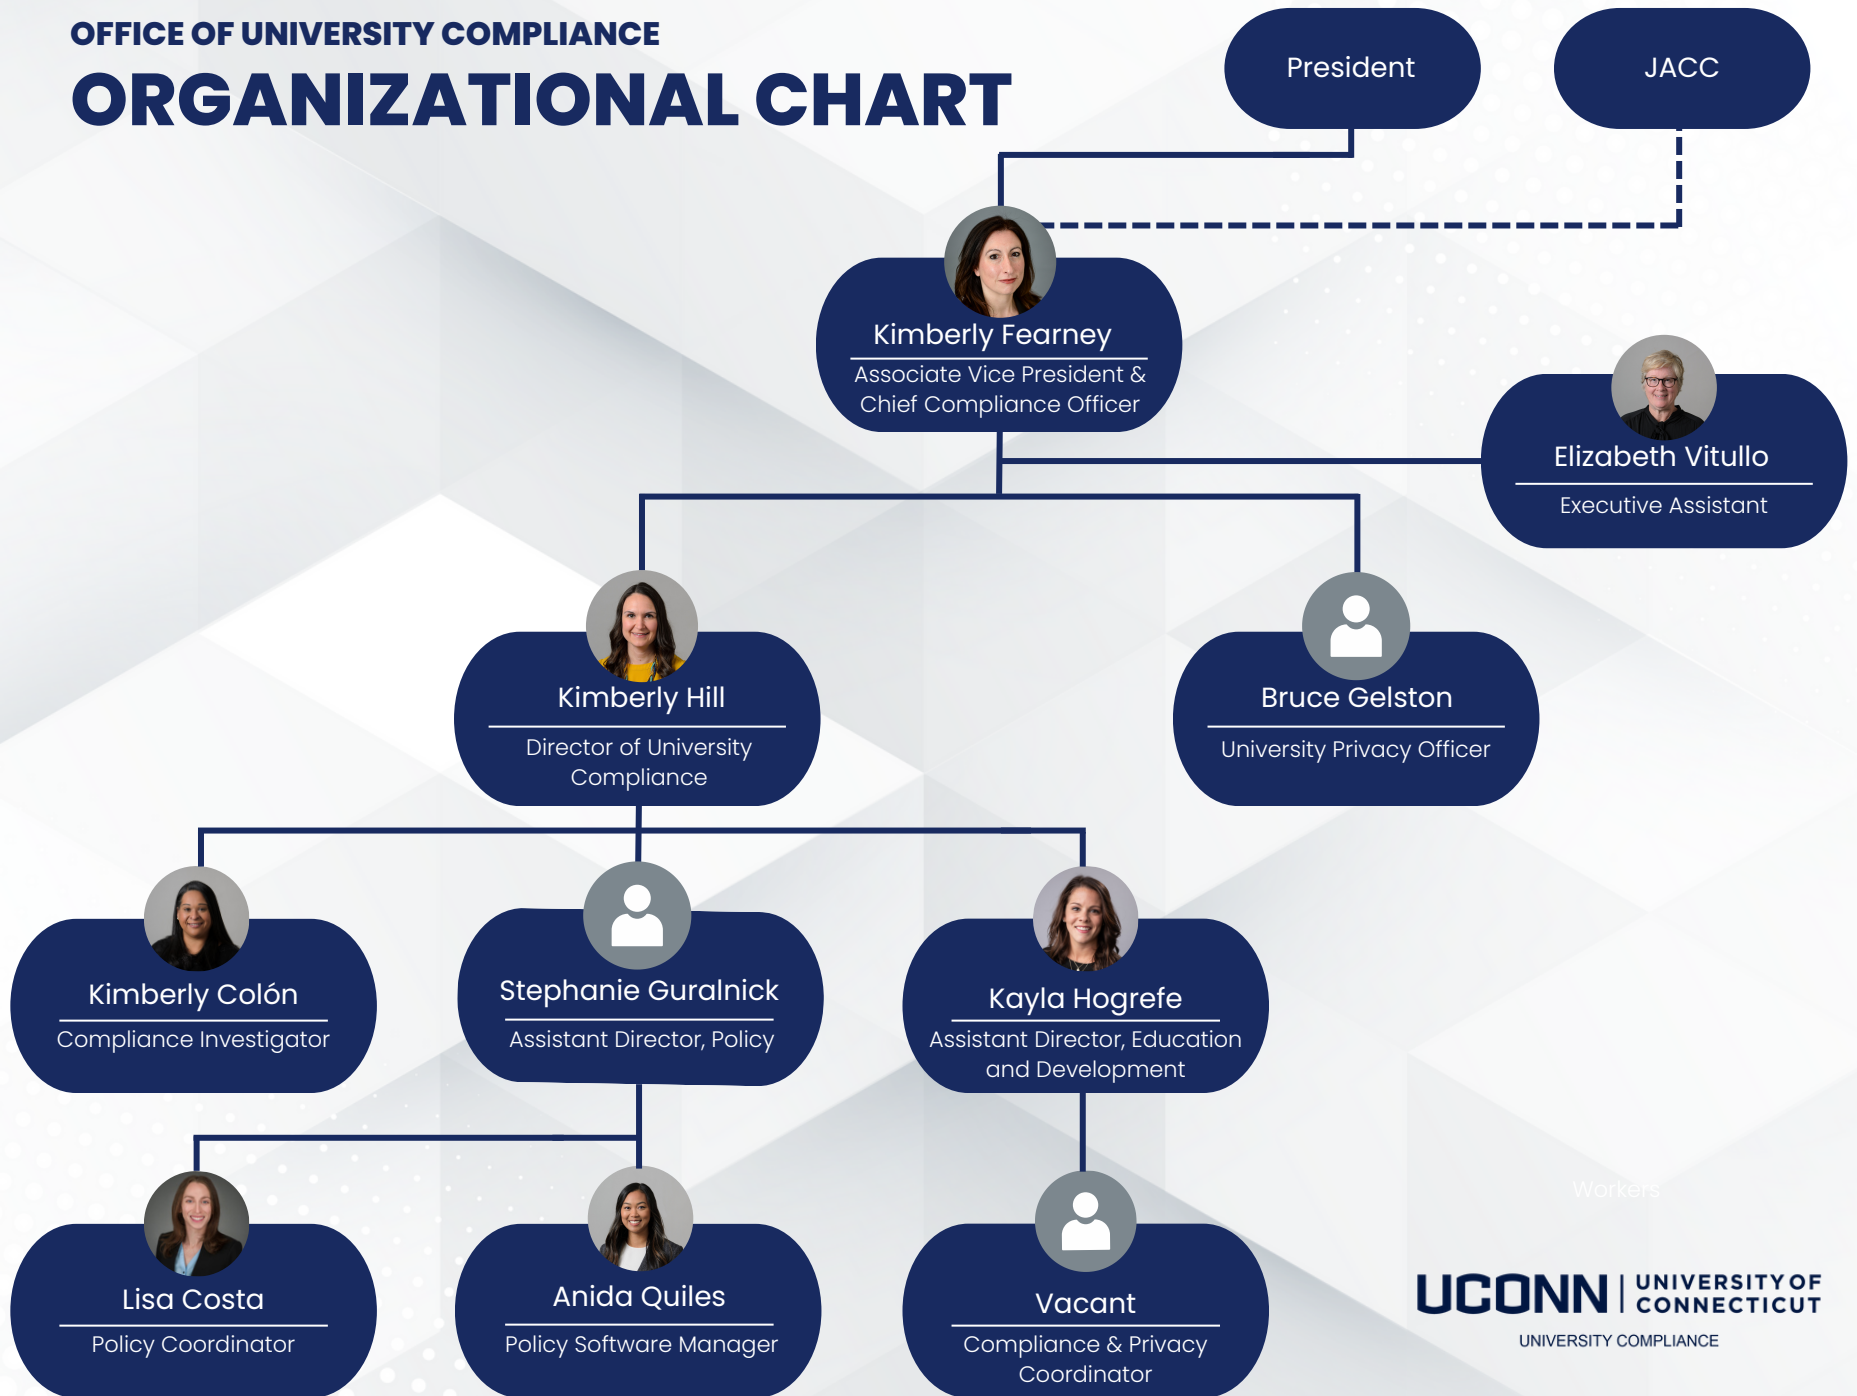 OFFICE OF UNIVERSITY COMPLIANCE
ORGANIZATIONAL CHART
President
JACC
Kimberly Fearney
Associate Vice President &
Chief Compliance Officer
Elizabeth Vitullo
Executive Assistant
Kimberly Hill
Director of University
Compliance
Bruce Gelston
University Privacy Officer
Kimberly Colón
Compliance Investigator
Stephanie Guralnick
Assistant Director, Policy
Kayla Hogrefe
Assistant Director, Education
and Development
Lisa Costa
Policy Coordinator
Anida Quiles
Policy Software Manager
Vacant
Compliance & Privacy
Coordinator
Workers
UCONN
UNIVERSITY OF
CONNECTICUT
UNIVERSITY COMPLIANCE